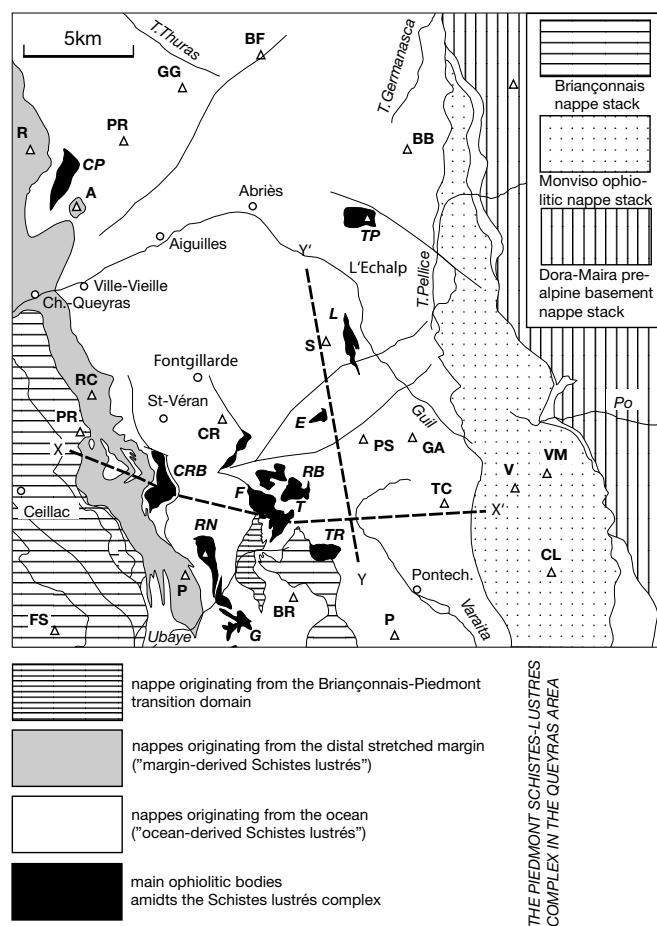 5km
T.Thuras
BF
GG
T. Germanasca
Briançonnais
nappe stack
R
PR
CP
BB
A
Abriès
Monviso ophio-
litic nappe stack
TP
Aiguilles
Y'
L'Echalp
T.Pellice
Dora-Maira pre-
alpine basement
nappe stack
Ville-Vieille
Ch.-Queyras
L
S
Fontgillarde
RC
Po
St-Véran
Guil
PR
CR
E
PS
GA
X
CRB
RB
V
VM
F
Ceillac
T
TC
X'
RN
TR
CL
P
Pontech.
BR
Y
FS
Ubaye
G
P
Varaita
nappe originating from the Briançonnais-Piedmont
transition domain
nappes originating from the distal stretched margin
("margin-derived Schistes lustrés")
nappes originating from the ocean
("ocean-derived Schistes lustrés")
main ophiolitic bodies
amidts the Schistes lustrés complex
THE PIEDMONT SCHISTES-LUSTRES
COMPLEX IN THE QUEYRAS AREA